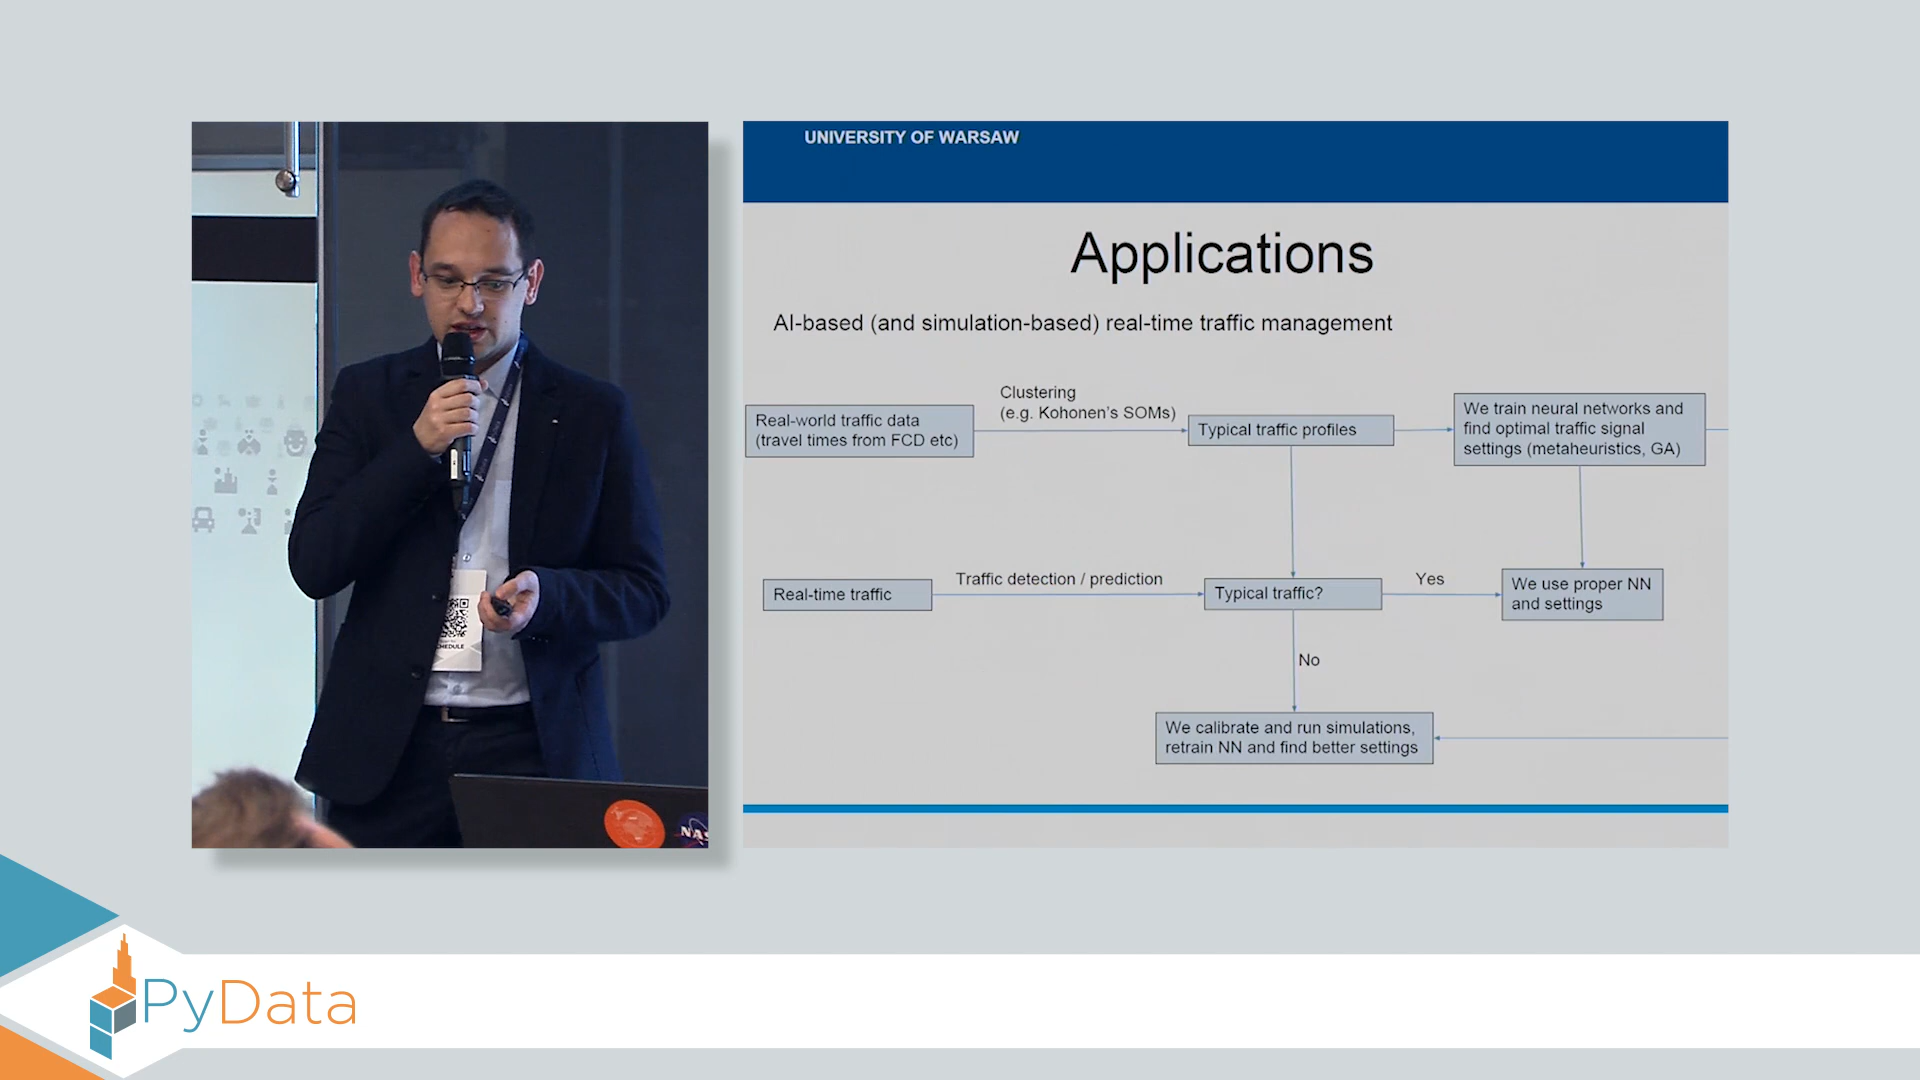 UNIVERSITY OF WARSAW
Applications
AI-based (and simulation-based) real-time traffic management
Clustering
(e.g. Kohonen's SOMs)
Real-world traffic data
(travel times from FCD etc)
Typical traffic profiles
We train neural networks and
find optimal traffic signal
settings (metaheuristics, GA)
Real-time traffic
Traffic detection / prediction
Typical traffic?
Yes
We use proper NN
and settings
No
We calibrate and run simulations,
retrain NN and find better settings
NAS
PyData